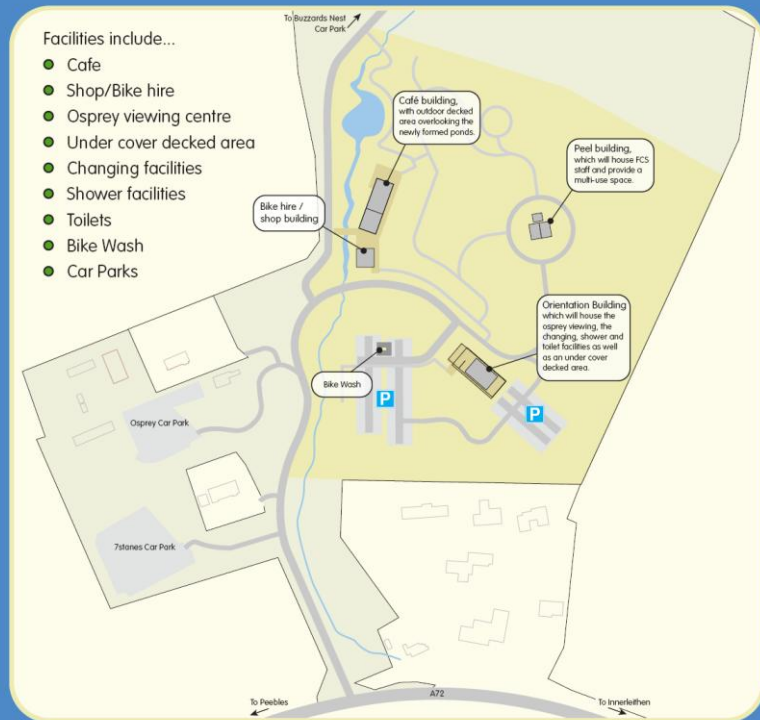 Facilities include...
Cafe
Shop/Bike hire
Osprey viewing centre
Under cover decked area
Changing facilities
Shower facilities
Toilets
Bike Wash
Car Parks
To Buzzards Nest
Car Park
Café building,
with outdoor decked
area overlooking the
newly formed ponds.
Peel building,
which will house FCS
staff and provide a
multi-use space.
Bike hire /
shop building
Orientation Building
which will house the
osprey viewing, the
changing, shower and
toilet facilities as well
as an under cover
decked area.
Bike Wash
P
P
Osprey Car Park
7stanes Car Park
A72
To Peebles
To Innerleithen